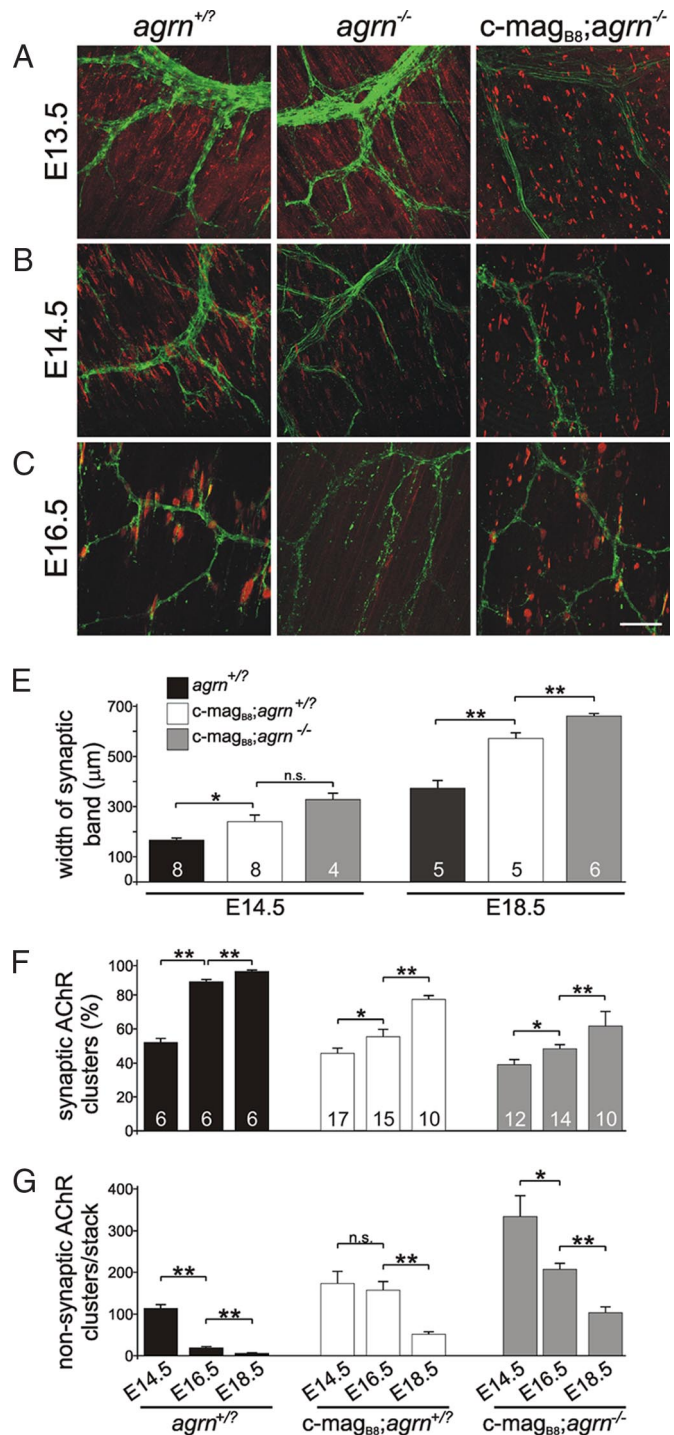 agrn+/? agrn-/- c-magB8;agrn-/-
A
E13.5
B
E14.5
C
E16.5
E
agrn+/?
c-magB8;agrn+/?
c-magB8;agrn-/-
width of synaptic
band (μm)
700
500
300
100
* n.s. ** **
8 8 4 5 5 6
E14.5 E18.5
F
synaptic AChR
clusters (%)
100
80
60
40
20
0
** ** * ** * **
6 6 6 17 15 10 12 14 10
G
non-synaptic AChR
clusters/stack
400
300
200
100
0
** ** n.s. ** * **
E14.5 E16.5 E18.5 E14.5 E16.5 E18.5 E14.5 E16.5 E18.5
agrn+/? c-magB8;agrn+/? c-magB8;agrn-/-